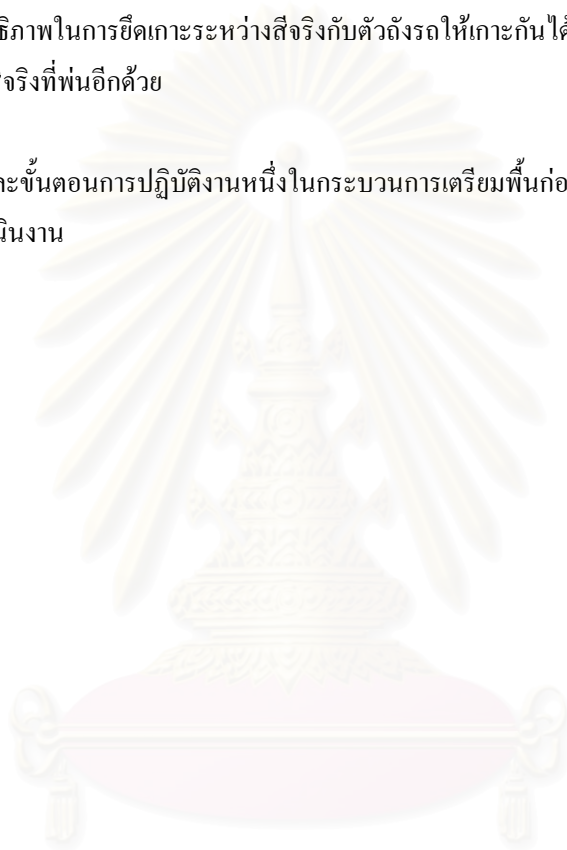 ธิภาพในการยึดเกาะระหว่างสีจริงกับตัวถังรถให้เกาะกันได้
จริงที่พ่นอีกด้วย
ละขั้นตอนการปฏิบัติงานหนึ่งในกระบวนการเตรียมพื้นก่อ
นินงาน